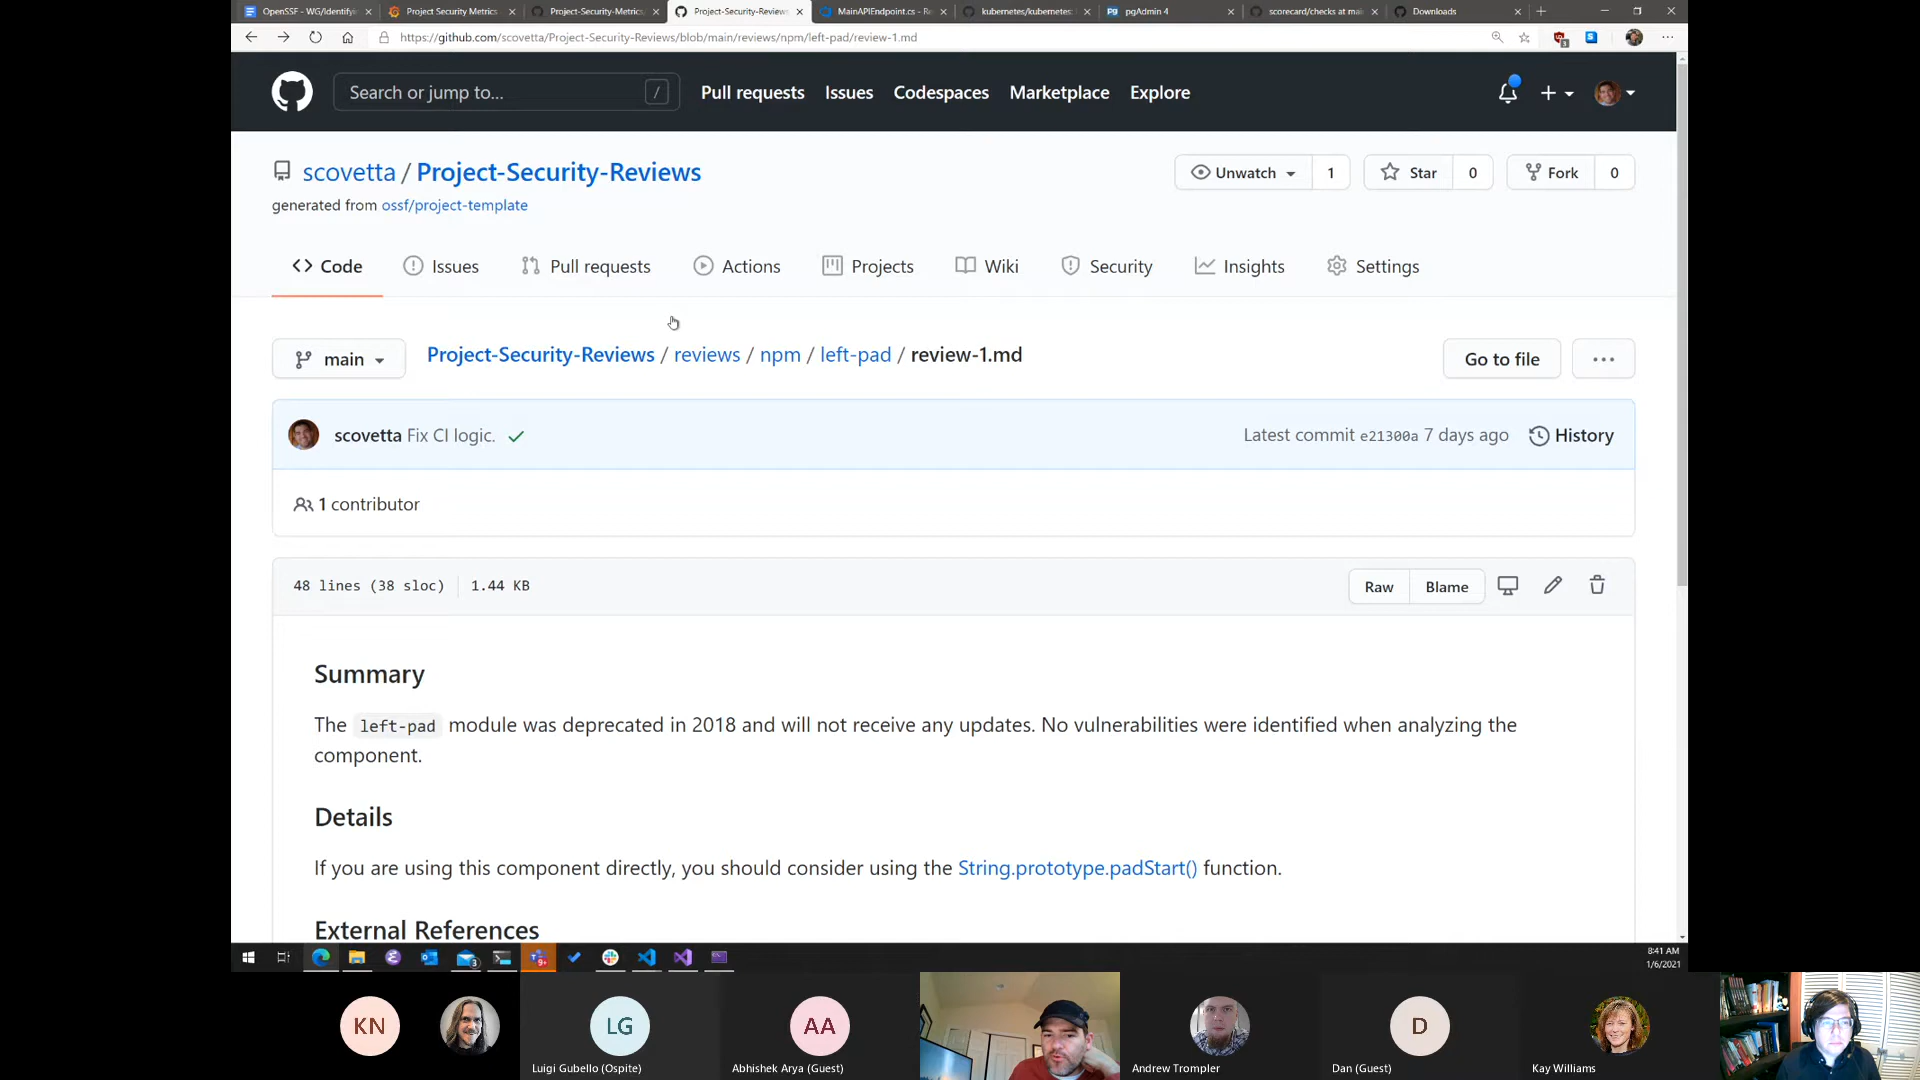 OpenSSF - WG/Identifyin
Project Security Metrics -
Project-Security-Metrics
Project-Security-Reviews
MainAPIEndpoint.cs - Re
kubernetes/kubernetes:
pgAdmin 4
scorecard/checks at mai
Downloads
https://github.com/scovetta/Project-Security-Reviews/blob/main/reviews/npm/left-pad/review-1.md
Search or jump to... /
Pull requests Issues Codespaces Marketplace Explore
scovetta / Project-Security-Reviews
Unwatch 1 Star 0 Fork 0
generated from ossf/project-template
Code Issues Pull requests Actions Projects Wiki Security Insights Settings
main Project-Security-Reviews / reviews / npm / left-pad / review-1.md Go to file ...
scovetta Fix CI logic. Latest commit e21300a 7 days ago History
1 contributor
48 lines (38 sloc) 1.44 KB Raw Blame
Summary
The left-pad module was deprecated in 2018 and will not receive any updates. No vulnerabilities were identified when analyzing the
component.
Details
If you are using this component directly, you should consider using the String.prototype.padStart() function.
External References
8:41 AM
1/6/2021
KN
LG
AA
D
Luigi Gubello (Ospite)
Abhishek Arya (Guest)
Andrew Trompler
Dan (Guest)
Kay Williams